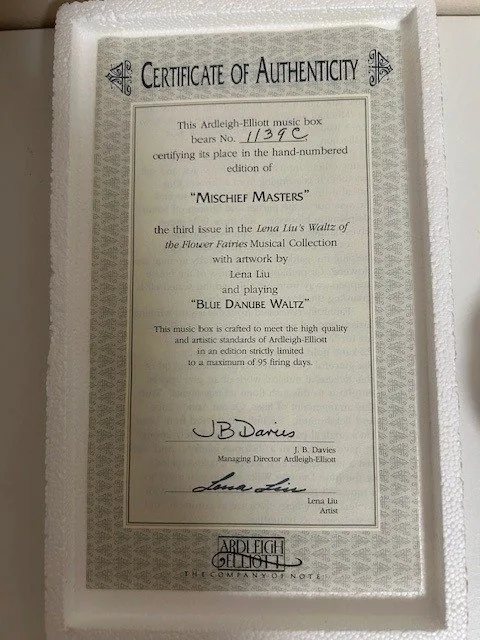 CERTIFICATE OF AUTHENTICITY
This Ardleigh-Elliott music box
bears No. 1139C
certifying its place in the hand-numbered
edition of
"MISCHIEF MASTERS"
the third issue in the Lena Liu's Waltz of
the Flower Fairies Musical Collection
with artwork by
Lena Liu
and playing
"BLUE DANUBE WALTZ"
This music box is crafted to meet the high quality
and artistic standards of Ardleigh-Elliott
in an edition strictly limited
to a maximum of 95 firing days.
JB Davies
J. B. Davies
Managing Director Ardleigh-Elliott
Lena Liu
Lena Liu
Artist
ARDLEIGH
ELLIOTT
THE COMPANY OF NOTE